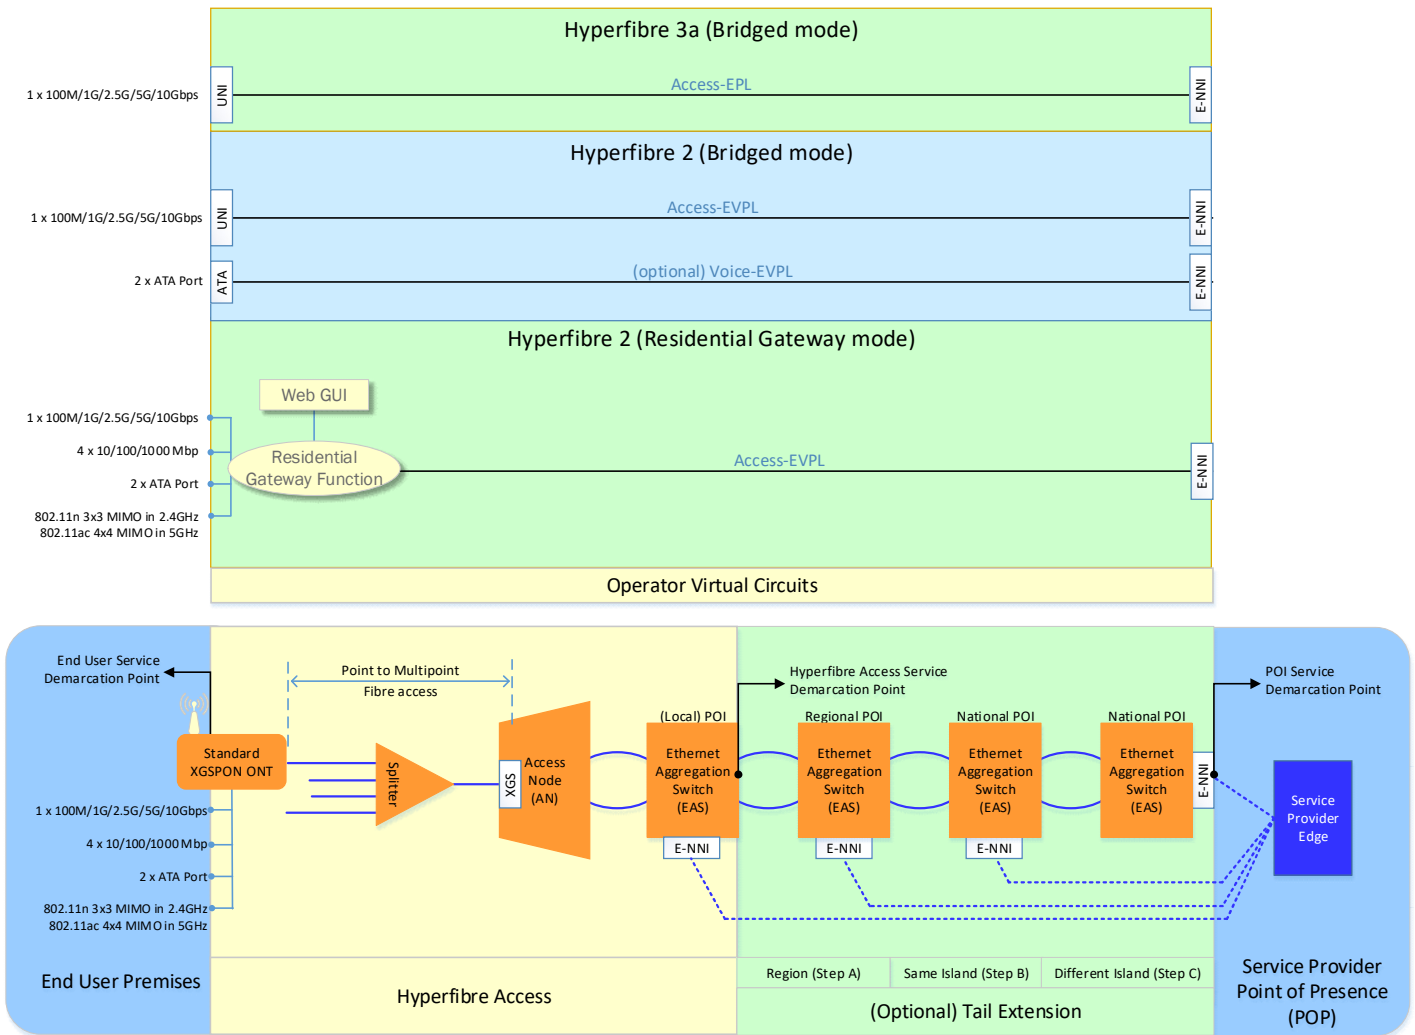 Hyperfibre 3a (Bridged mode)
1 x 100M/1G/2.5G/5G/10Gbps
UNI
Access-EPL
E-NNI
Hyperfibre 2 (Bridged mode)
1 x 100M/1G/2.5G/5G/10Gbps
UNI
Access-EVPL
E-NNI
2 x ATA Port
ATA
(optional) Voice-EVPL
E-NNI
Hyperfibre 2 (Residential Gateway mode)
Web GUI
1 x 100M/1G/2.5G/5G/10Gbps
4 x 10/100/1000 Mbp
2 x ATA Port
802.11n 3x3 MIMO in 2.4GHz
802.11ac 4x4 MIMO in 5GHz
Residential
Gateway Function
Access-EVPL
E-NNI
Operator Virtual Circuits
End User Service
Demarcation Point
Point to Multipoint
Fibre access
Hyperfibre Access Service
Demarcation Point
POI Service
Demarcation Point
Standard
XGSPON ONT
Splitter
XGS
Access
Node
(AN)
(Local) POI
Ethernet
Aggregation
Switch
(EAS)
E-NNI
Regional POI
Ethernet
Aggregation
Switch
(EAS)
E-NNI
National POI
Ethernet
Aggregation
Switch
(EAS)
E-NNI
National POI
Ethernet
Aggregation
Switch
(EAS)
E-NNI
Service
Provider
Edge
1 x 100M/1G/2.5G/5G/10Gbps
4 x 10/100/1000 Mbp
2 x ATA Port
802.11n 3x3 MIMO in 2.4GHz
802.11ac 4x4 MIMO in 5GHz
End User Premises
Hyperfibre Access
Region (Step A)
Same Island (Step B)
Different Island (Step C)
(Optional) Tail Extension
Service Provider
Point of Presence
(POP)